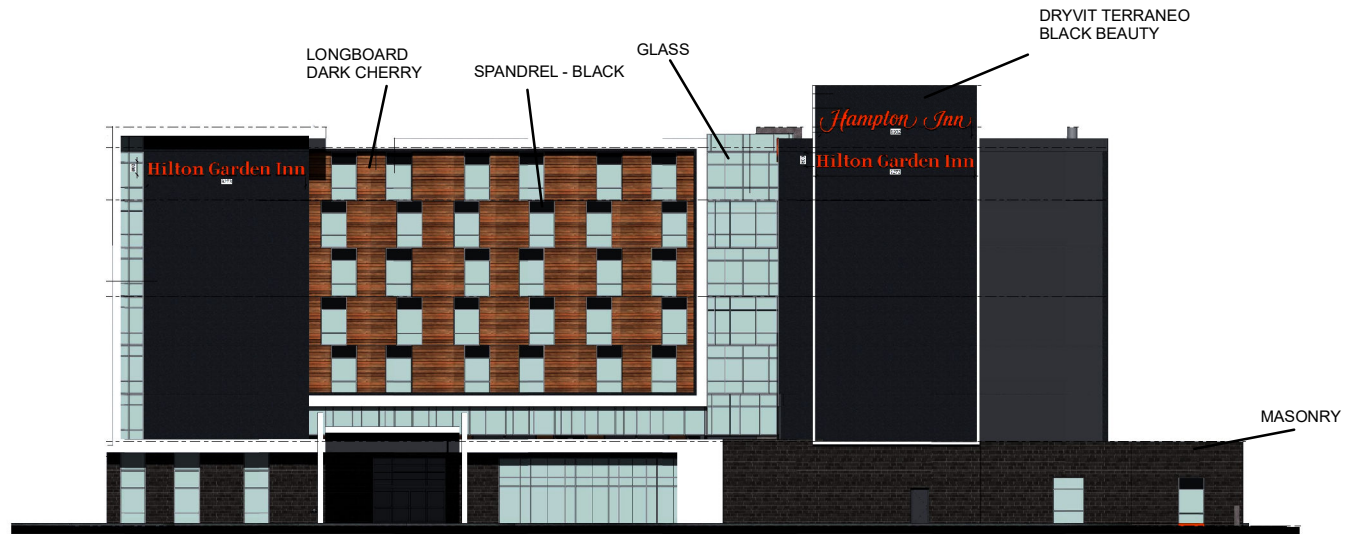 DRYVIT TERRANEO
BLACK BEAUTY
LONGBOARD
DARK CHERRY
SPANDREL - BLACK
GLASS
Hampton Inn
Hilton Garden Inn
Hilton Garden Inn
MASONRY